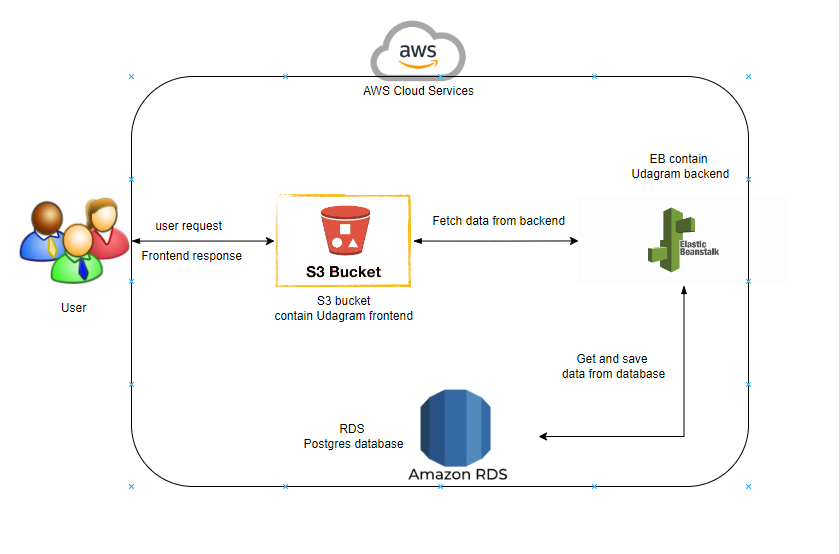 aws
AWS Cloud Services
EB contain
Udagram backend
user request
Frontend response
User
S3 Bucket
S3 bucket
contain Udagram frontend
Fetch data from backend
Elastic
Beanstalk
Get and save
data from database
RDS
Postgres database
Amazon RDS